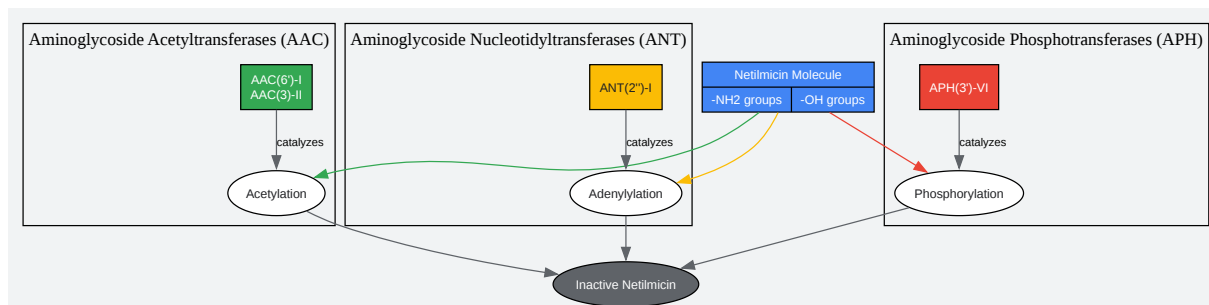 Aminoglycoside Acetyltransferases (AAC)
AAC(6')-I
AAC(3)-II
catalyzes
Acetylation
Aminoglycoside Nucleotidyltransferases (ANT)
ANT(2'')-I
catalyzes
Adenylylation
Netilmicin Molecule
-NH2 groups
-OH groups
Aminoglycoside Phosphotransferases (APH)
APH(3')-VI
catalyzes
Phosphorylation
Inactive Netilmicin